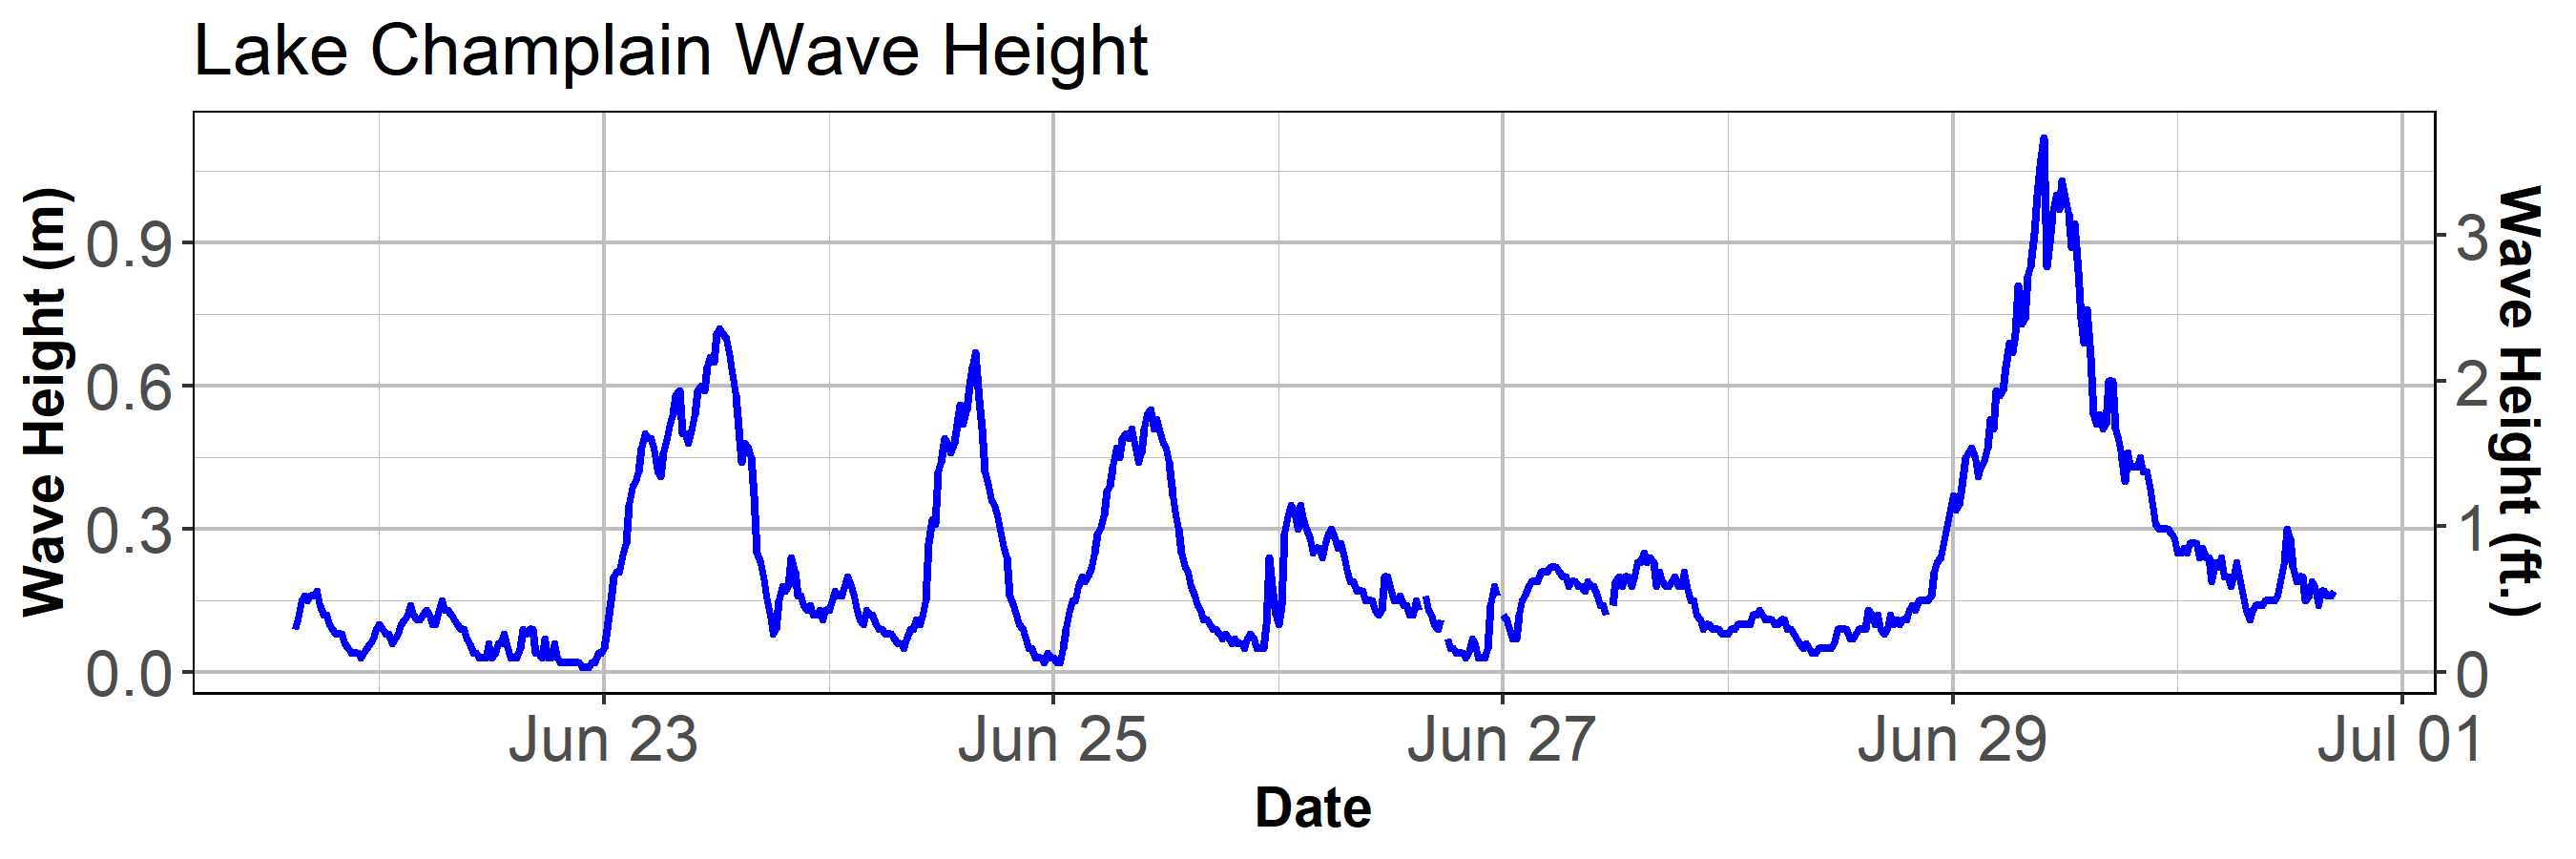 Lake Champlain Wave Height
Wave Height (m)
0.9
0.6
0.3
0.0
3
2
1
0
Wave Height (ft.)
Jun 23
Jun 25
Jun 27
Jun 29
Jul 01
Date